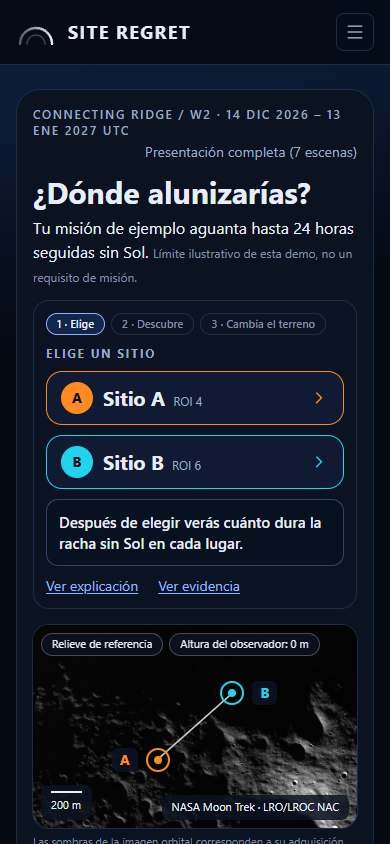 SITE REGRET
CONNECTING RIDGE / W2 · 14 DIC 2026 – 13
ENE 2027 UTC
Presentación completa (7 escenas)
¿Dónde alunizarías?
Tu misión de ejemplo aguanta hasta 24 horas
seguidas sin Sol. Límite ilustrativo de esta demo, no un
requisito de misión.
1 · Elige
2 · Descubre
3 · Cambia el terreno
ELIGE UN SITIO
A Sitio A ROI 4
B Sitio B ROI 6
Después de elegir verás cuánto dura la
racha sin Sol en cada lugar.
Ver explicación Ver evidencia
Relieve de referencia
Altura del observador: 0 m
B
A
200 m
NASA Moon Trek · LRO/LROC NAC
Las sombras de la imagen orbital corresponden a su adquisición